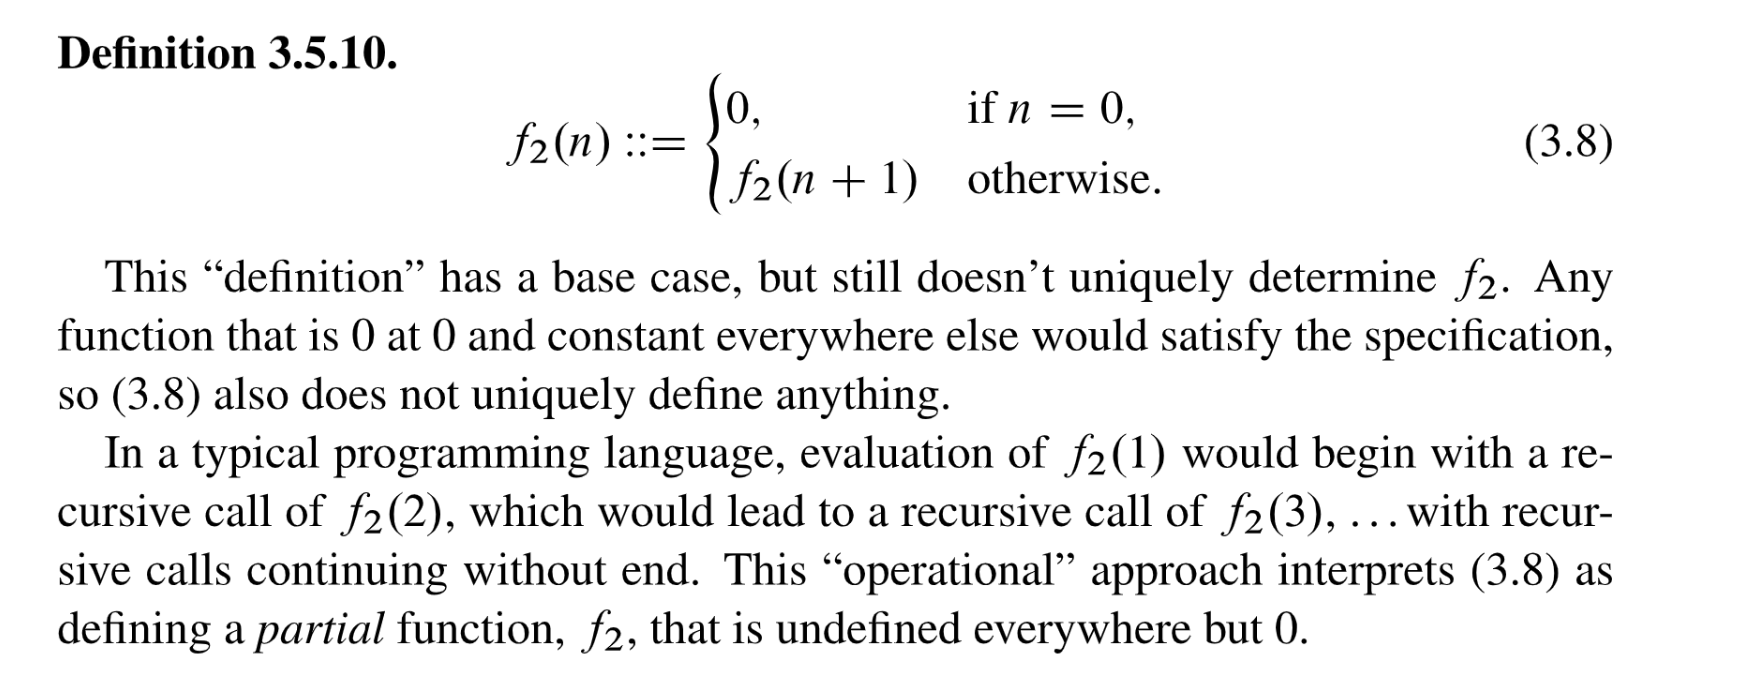 Definition 3.5.10.
f₂(n) ::= { 0, if n = 0,
f₂(n + 1) otherwise. (3.8)
This “definition” has a base case, but still doesn’t uniquely determine f₂. Any
function that is 0 at 0 and constant everywhere else would satisfy the specification,
so (3.8) also does not uniquely define anything.
In a typical programming language, evaluation of f₂(1) would begin with a re-
cursive call of f₂(2), which would lead to a recursive call of f₂(3), ... with recur-
sive calls continuing without end. This “operational” approach interprets (3.8) as
defining a partial function, f₂, that is undefined everywhere but 0.